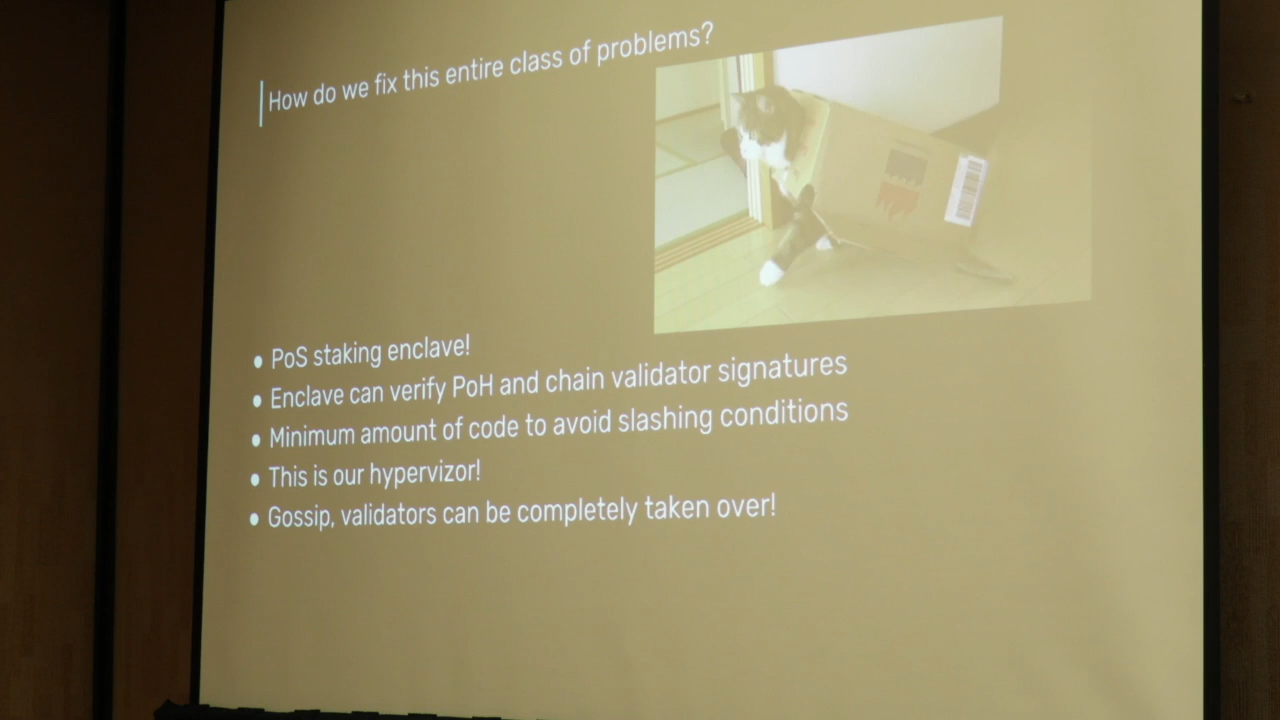 How do we fix this entire class of problems?
• PoS staking enclave!
• Enclave can verify PoH and chain validator signatures
• Minimum amount of code to avoid slashing conditions
• This is our hypervizor!
• Gossip, validators can be completely taken over!